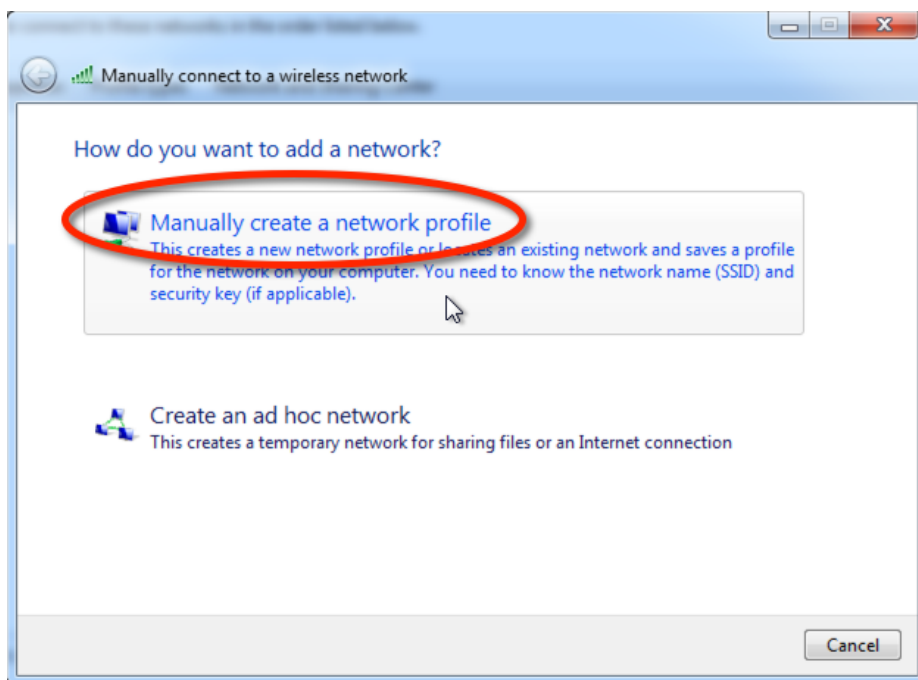 Manually connect to a wireless network
How do you want to add a network?
Manually create a network profile
This creates a new network profile or locates an existing network and saves a profile
for the network on your computer. You need to know the network name (SSID) and
security key (if applicable).
Create an ad hoc network
This creates a temporary network for sharing files or an Internet connection
Cancel